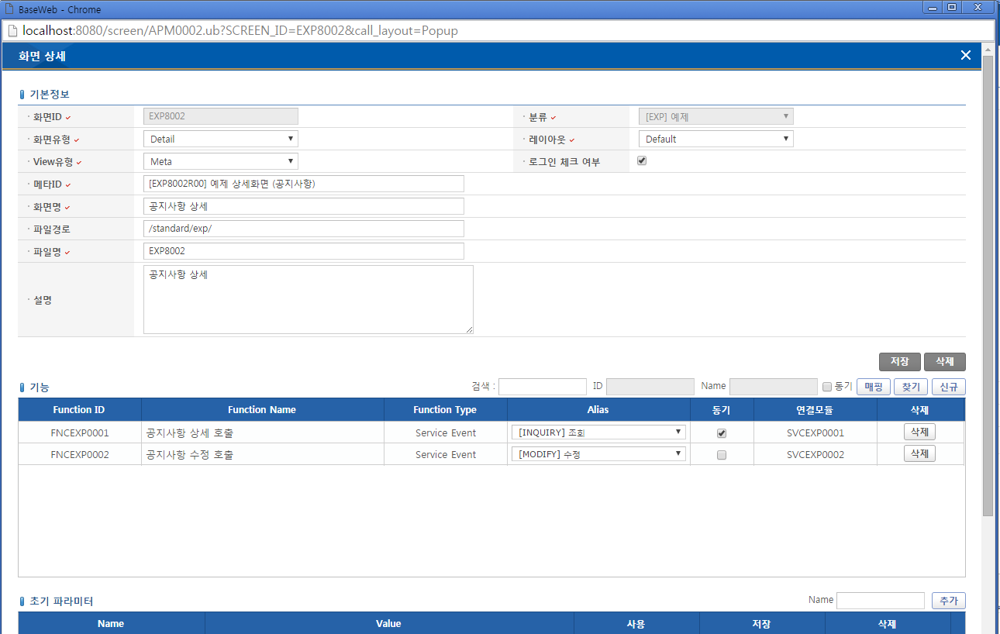 BaseWeb - Chrome
localhost:8080/screen/APM0002.ub?SCREEN_ID=EXP8002&call_layout=Popup
화면 상세
기본정보
화면ID EXP8002 분류 [EXP] 예제
화면유형 Detail 레이아웃 Default
View유형 Meta 로그인 체크 여부
메타ID [EXP8002R00] 예제 상세화면 (공지사항)
화면명 공지사항 상세
파일경로 /standard/exp/
파일명 EXP8002
설명 공지사항 상세
저장 삭제
기능 검색 : ID Name 동기 매핑 찾기 신규
Function ID Function Name Function Type Alias 동기 연결모듈 삭제
FNCEXP0001 공지사항 상세 호출 Service Event [INQUIRY] 조회 SVCEXP0001 삭제
FNCEXP0002 공지사항 수정 호출 Service Event [MODIFY] 수정 SVCEXP0002 삭제
초기 파라미터 Name 추가
Name Value 사용 저장 삭제